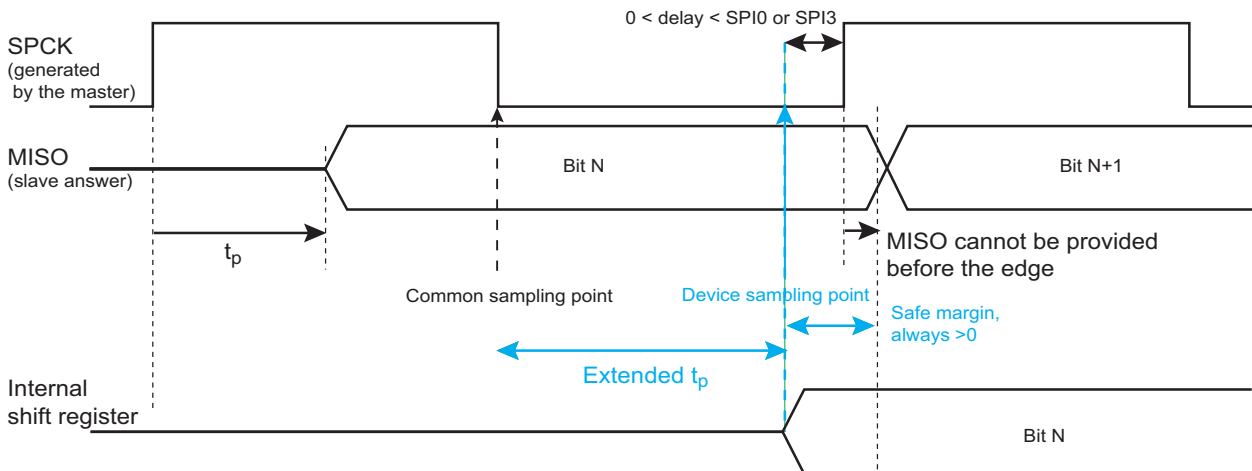 0 < delay < SPI0 or SPI3
SPCK
(generated
by the master)
MISO
(slave answer)
Bit N
Bit N+1
tp
MISO cannot be provided
before the edge
Common sampling point
Device sampling point
Safe margin,
always >0
Extended tp
Internal
shift register
Bit N